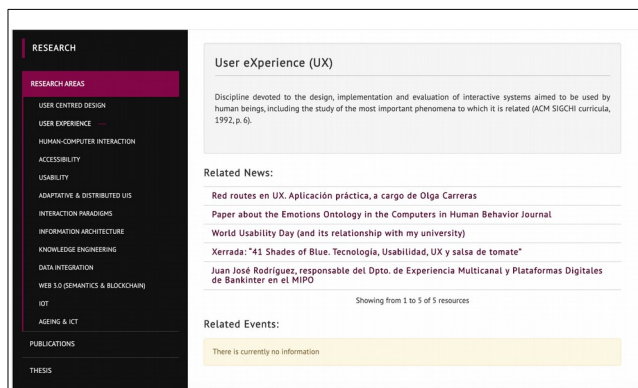 RESEARCH
RESEARCH AREAS
USER CENTRED DESIGN
USER EXPERIENCE
HUMAN-COMPUTER INTERACTION
ACCESSIBILITY
USABILITY
ADAPTATIVE & DISTRIBUTED UIS
INTERACTION PARADIGMS
INFORMATION ARCHITECTURE
KNOWLEDGE ENGINEERING
DATA INTEGRATION
WEB 3.0 (SEMANTICS & BLOCKCHAIN)
IOT
AGEING & ICT
PUBLICATIONS
THESIS
User eXperience (UX)
Discipline devoted to the design, implementation and evaluation of interactive systems aimed to be used by
human beings, including the study of the most important phenomena to which it is related (ACM SIGCHI curricula,
1992, p. 6).
Related News:
Red routes en UX. Aplicación práctica, a cargo de Olga Carreras
Paper about the Emotions Ontology in the Computers in Human Behavior Journal
World Usability Day (and its relationship with my university)
Xerrada: "41 Shades of Blue. Tecnología, Usabilidad, UX y salsa de tomate"
Juan José Rodríguez, responsable del Dpto. de Experiencia Multicanal y Plataformas Digitales
de Bankinter en el MIPO
Showing from 1 to 5 of 5 resources
Related Events:
There is currently no information